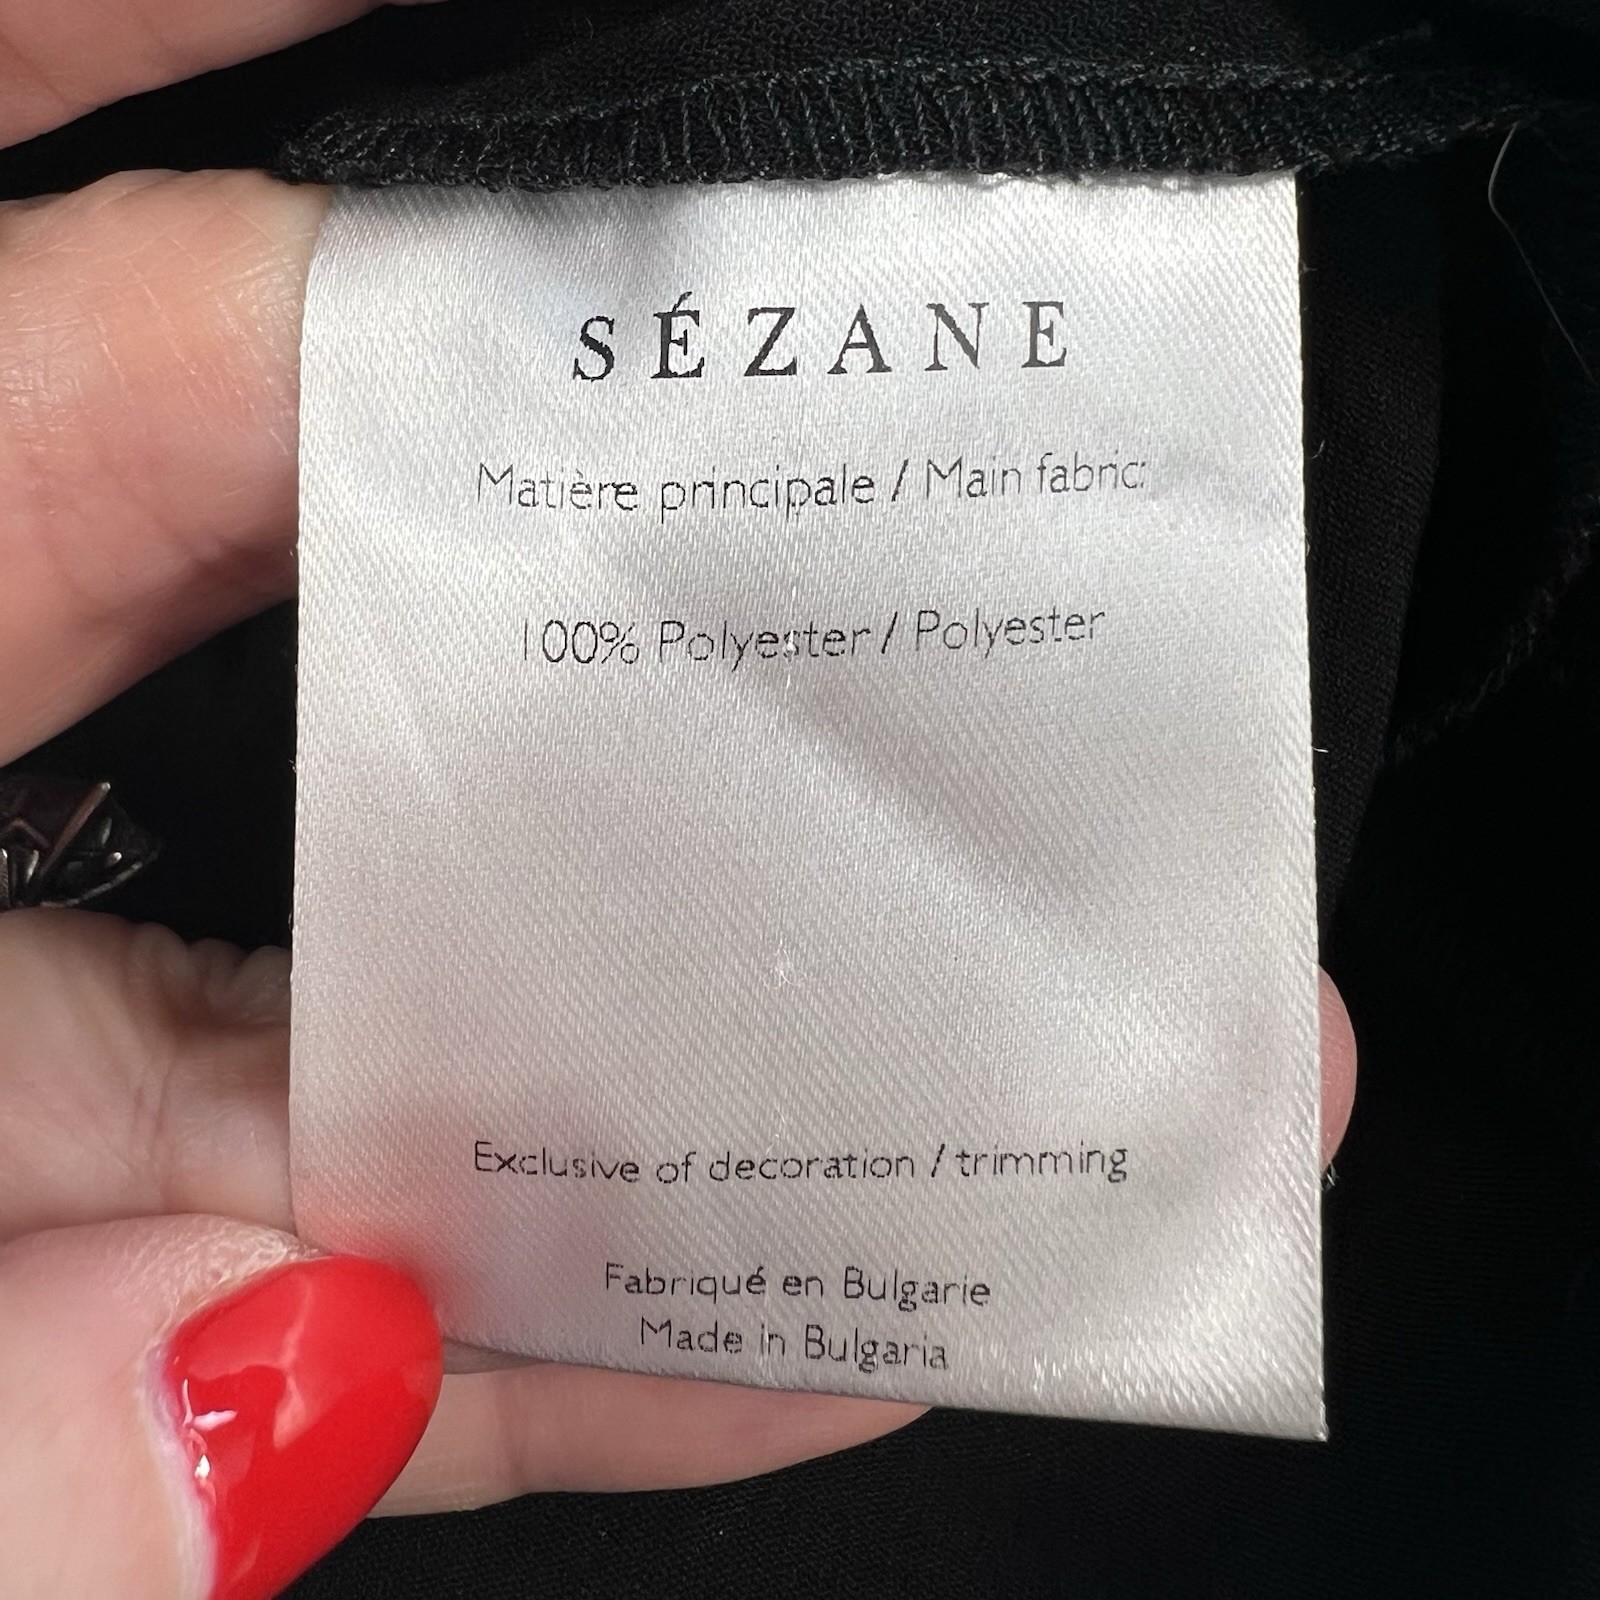 SÉZANE
Matière principale / Main fabric:
100% Polyester / Polyester
Exclusive of decoration / trimming
Fabriqué en Bulgarie
Made in Bulgaria